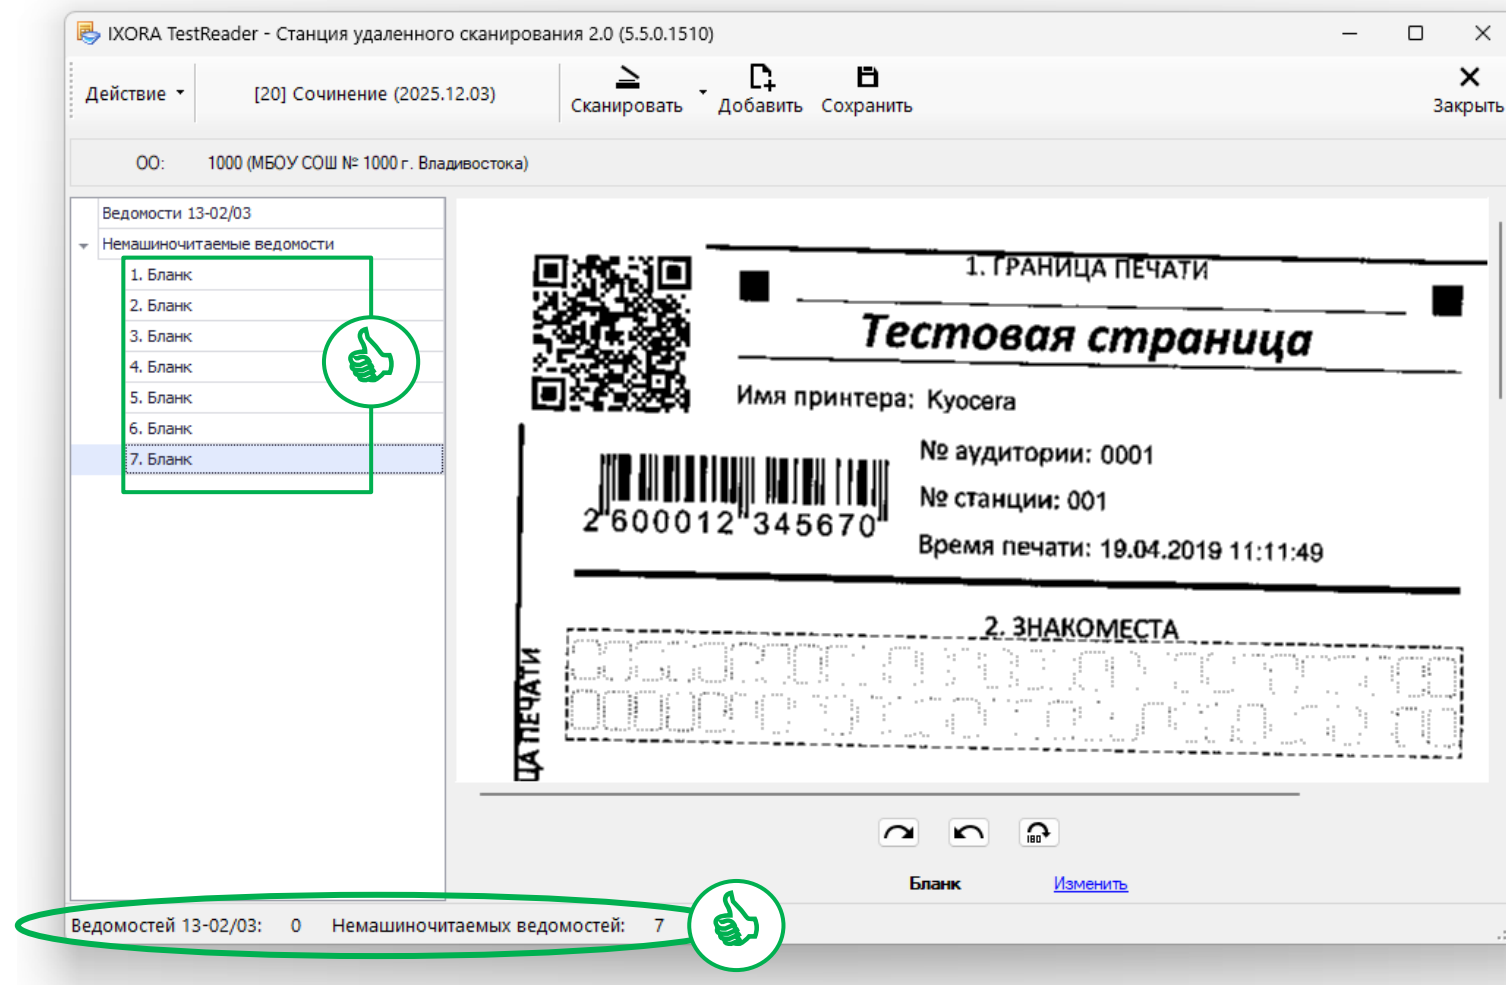 IXORA TestReader - Станция удаленного сканирования 2.0 (5.5.0.1510)
Действие
[20] Сочинение (2025.12.03)
Сканировать
Добавить
Сохранить
Закрыть
ОО: 1000 (МБОУ СОШ № 1000 г. Владивостока)
Ведомости 13-02/03
Немашиночитаемые ведомости
1. Бланк
2. Бланк
3. Бланк
4. Бланк
5. Бланк
6. Бланк
7. Бланк
1. ГРАНИЦА ПЕЧАТИ
Тестовая страница
Имя принтера: Kyocera
№ аудитории: 0001
№ станции: 001
2 600012 345670
Время печати: 19.04.2019 11:11:49
2. ЗНАКОМЕСТА
ЦА ПЕЧАТИ
180
Бланк
Изменить
Ведомостей 13-02/03: 0 Немашиночитаемых ведомостей: 7